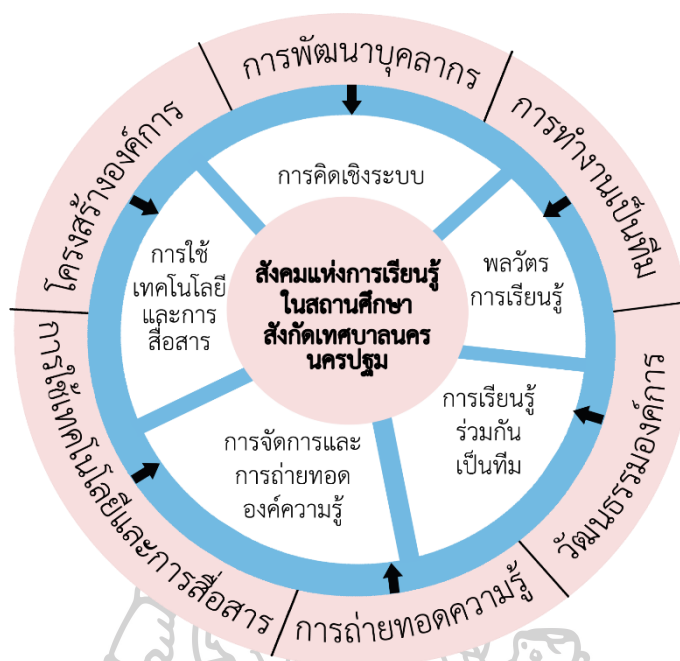 การพัฒนาบุคลากร
การทำงานเป็นทีม
วัฒนธรรมองค์การ
การถ่ายทอดความรู้
การใช้เทคโนโลยีและการสื่อสาร
โครงสร้างองค์การ
การคิดเชิงระบบ
พลวัตร
การเรียนรู้
การเรียนรู้
ร่วมกัน
เป็นทีม
การจัดการและ
การถ่ายทอด
องค์ความรู้
การใช้
เทคโนโลยี
และการ
สื่อสาร
สังคมแห่งการเรียนรู้
ในสถานศึกษา
สังกัดเทศบาลนคร
นครปฐม